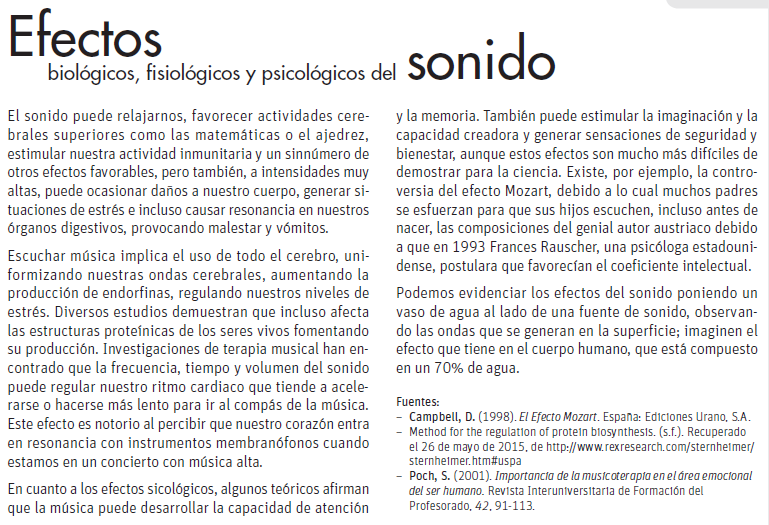 Efectos
biológicos, fisiológicos y psicológicos del sonido
El sonido puede relajarnos, favorecer actividades cere-
brales superiores como las matemáticas o el ajedrez,
estimular nuestra actividad inmunitaria y un sinnúmero de
otros efectos favorables, pero también, a intensidades muy
altas, puede ocasionar daños a nuestro cuerpo, generar si-
tuaciones de estrés e incluso causar resonancia en nuestros
órganos digestivos, provocando malestar y vómitos.
Escuchar música implica el uso de todo el cerebro, uni-
formizando nuestras ondas cerebrales, aumentando la
producción de endorfinas, regulando nuestros niveles de
estrés. Diversos estudios demuestran que incluso afecta
las estructuras proteínicas de los seres vivos fomentando
su producción. Investigaciones de terapia musical han en-
contrado que la frecuencia, tiempo y volumen del sonido
puede regular nuestro ritmo cardiaco que tiende a acele-
rarse o hacerse más lento para ir al compás de la música.
Este efecto es notorio al percibir que nuestro corazón entra
en resonancia con instrumentos membranófonos cuando
estamos en un concierto con música alta.
En cuanto a los efectos sicológicos, algunos teóricos afirman
que la música puede desarrollar la capacidad de atención
y la memoria. También puede estimular la imaginación y la
capacidad creadora y generar sensaciones de seguridad y
bienestar, aunque estos efectos son mucho más difíciles de
demostrar para la ciencia. Existe, por ejemplo, la contro-
versia del efecto Mozart, debido a lo cual muchos padres
se esfuerzan para que sus hijos escuchen, incluso antes de
nacer, las composiciones del genial autor austriaco debido
a que en 1993 Frances Rauscher, una psicóloga estadouni-
dense, postulara que favorecían el coeficiente intelectual.
Podemos evidenciar los efectos del sonido poniendo un
vaso de agua al lado de una fuente de sonido, observan-
do las ondas que se generan en la superficie; imaginen el
efecto que tiene en el cuerpo humano, que está compuesto
en un 70% de agua.
Fuentes:
– Campbell, D. (1998). El Efecto Mozart. España: Ediciones Urano, S.A.
– Method for the regulation of protein biosynthesis. (s.f.). Recuperado
el 26 de mayo de 2015, de http://www.rexresearch.com/sternheimer/
sternheimer.htm#uspa
– Poch, S. (2001). Importancia de la musicoterapia en el área emocional
del ser humano. Revista Interuniversitaria de Formación del
Profesorado, 42, 91-113.